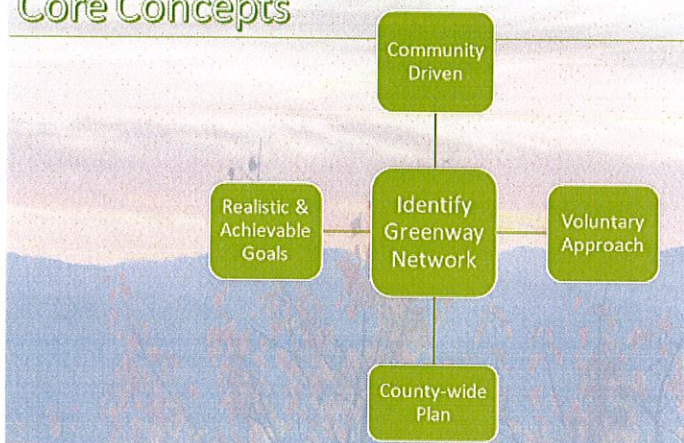 Core Concepts
Community
Driven
Realistic &
Achievable
Goals
Identify
Greenway
Network
Voluntary
Approach
County-wide
Plan